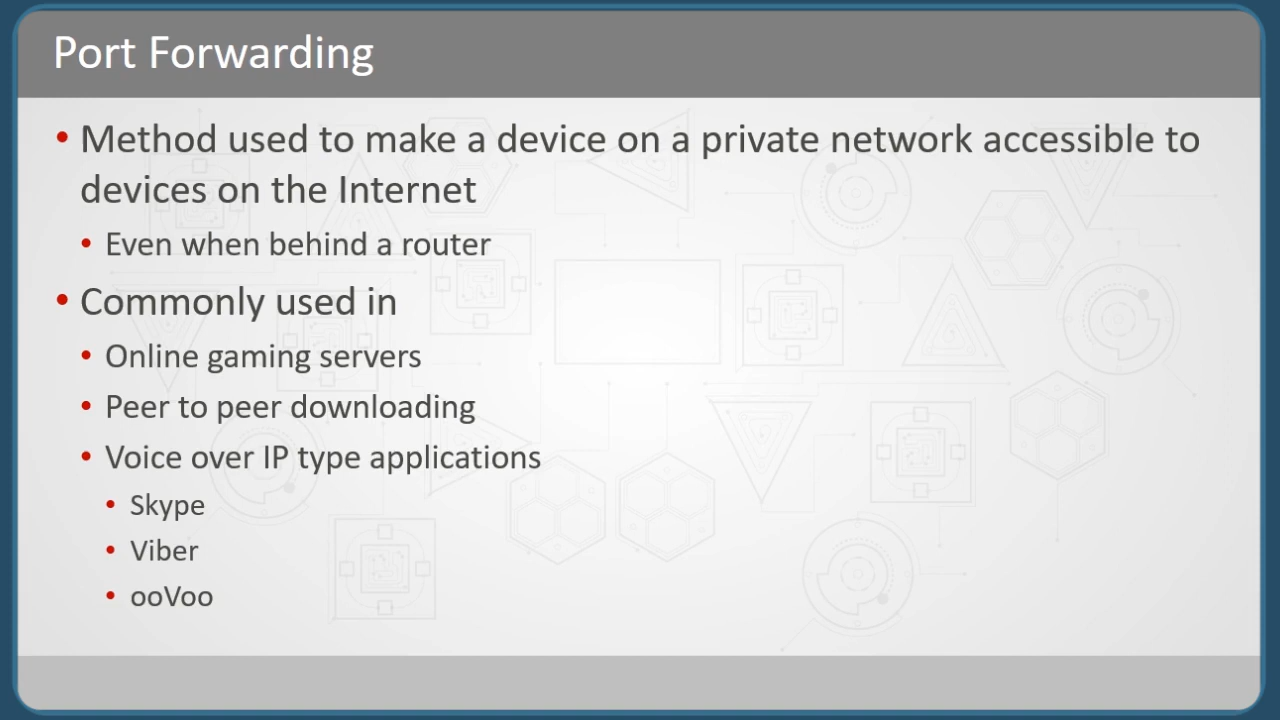 Port Forwarding
• Method used to make a device on a private network accessible to
devices on the Internet
• Even when behind a router
• Commonly used in
• Online gaming servers
• Peer to peer downloading
• Voice over IP type applications
• Skype
• Viber
• ooVoo